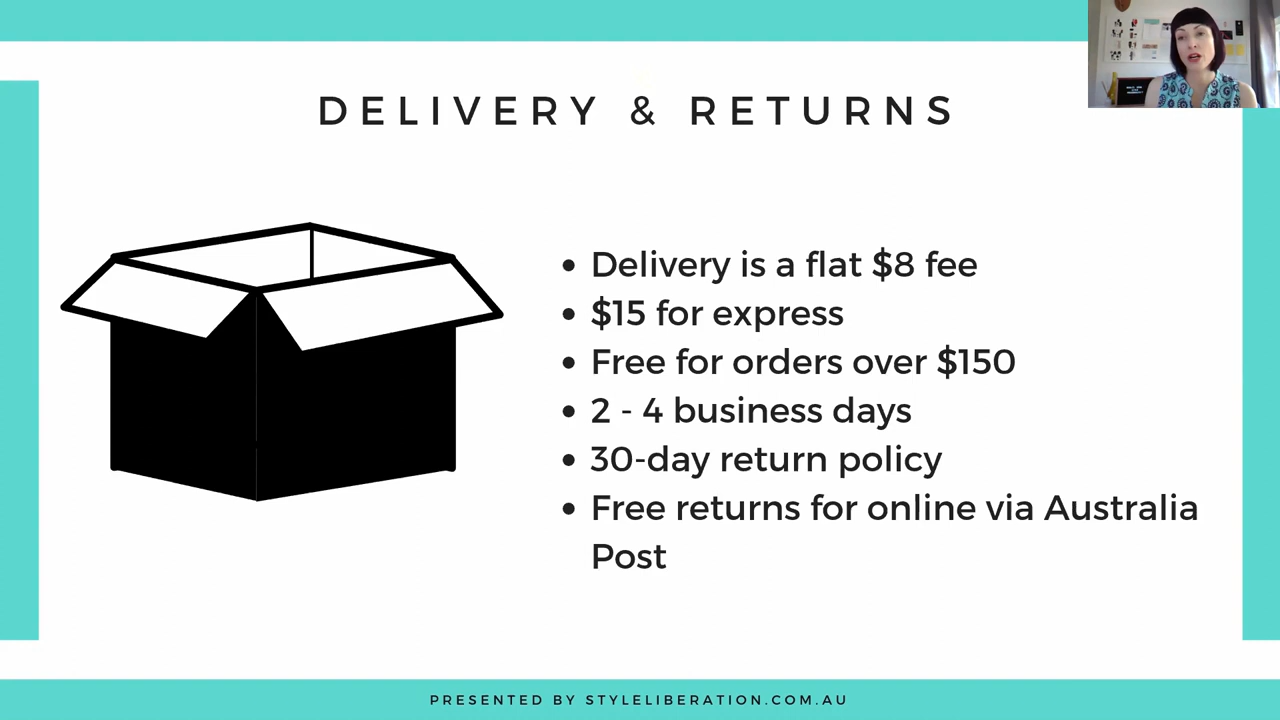 DELIVERY & RETURNS
Delivery is a flat $8 fee
$15 for express
Free for orders over $150
2 - 4 business days
30-day return policy
Free returns for online via Australia
Post
PRESENTED BY STYLELIBERATION.COM.AU